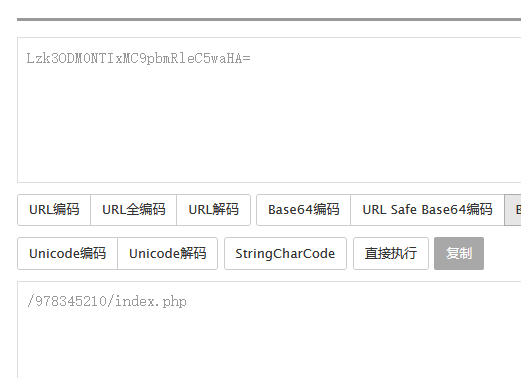 Lzk3ODM0NTIxMC9pbmRleC5waHA=
URL编码 URL全编码 URL解码 Base64编码 URL Safe Base64编码
Unicode编码 Unicode解码 StringCharCode 直接执行 复制
/978345210/index.php